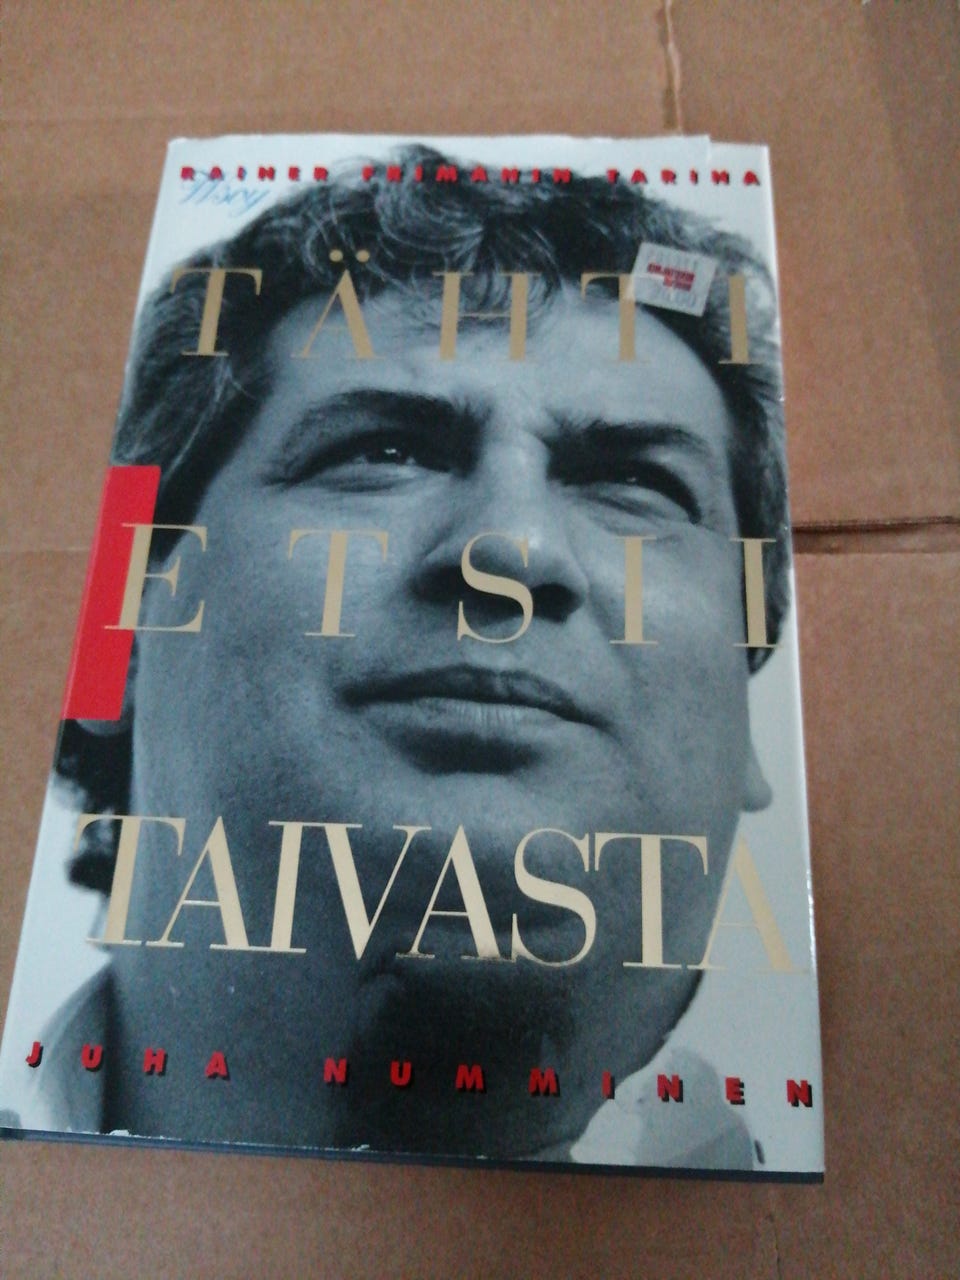 RAINER FRIMANIN TARINA
TÄHTI
ETSII
TAIVASTA
JUHA NUMMINEN